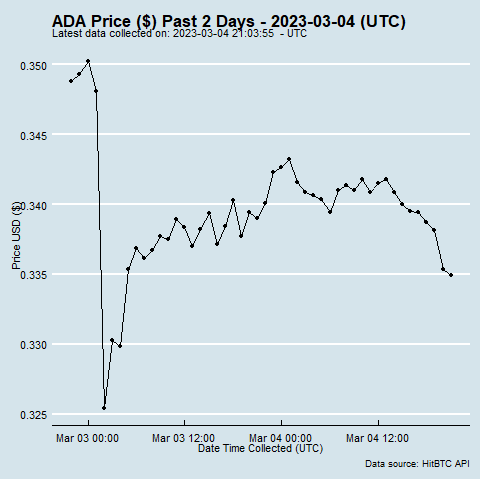 ADA Price ($) Past 2 Days - 2023-03-04 (UTC)
Latest data collected on: 2023-03-04 21:03:55 - UTC
0.350
0.345
0.340
0.335
0.330
0.325
Price USD ($)
Mar 03 00:00
Mar 03 12:00
Mar 04 00:00
Mar 04 12:00
Date Time Collected (UTC)
Data source: HitBTC API